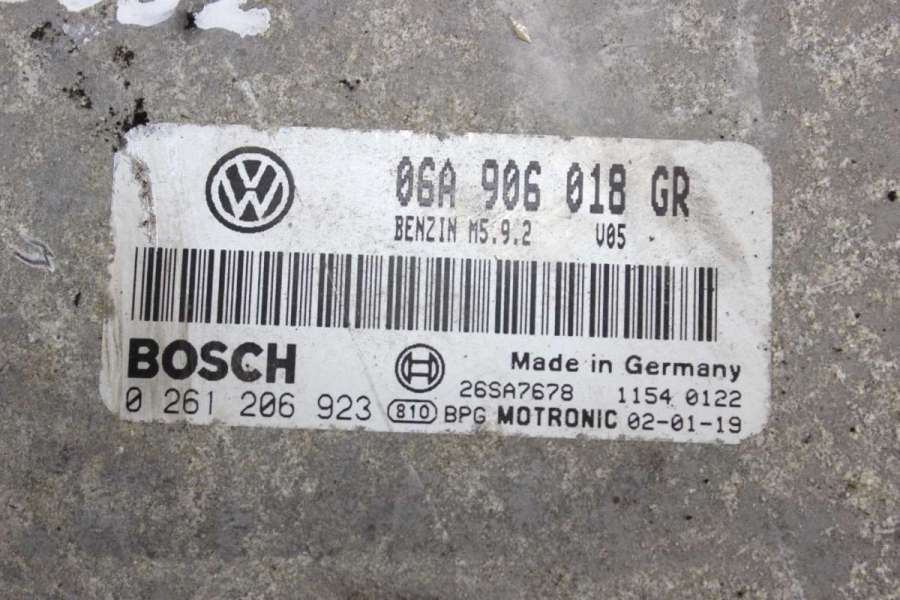 06A 906 018 GR
BENZIN M5.9.2 V05
BOSCH
Made in Germany
26SA7678 1154 0122
0 261 206 923 810 BPG MOTRONIC 02-01-19